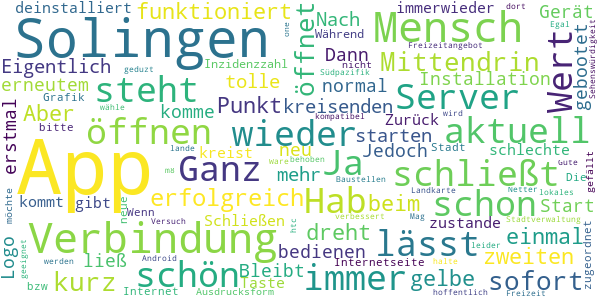 deinstalliert
funktioniert
Nach
immerwieder
Gerät
Egal
dort
one
Solingen
öffnet
Während
Mensch
Wert
gebootet
Sehenswürdigkeit
Inzidenzzahl
Dann
nicht
Freizeitangebot
Mittendrin
Eigentlich
geduzt
tolle
Südpazifik
normal
Installation
erneutem
Grafik
steht
Punkt
kreisenden
Server
erstmal
Aber
wähle
komme
Zurück
kompatibel
wird
bitte
öffnen
wieder
starten
aktuell
App
Ganz
kreist
neu
Ja
Jedoch
Stadt
schlechte
behoben
Baustellen
mehr
lande
ware
schließt
Die
Gute
gefällt
erfolgreich
Hab
beim
schon
Landkarte
Netter
lokales
möchte
kommt
gibt
neue
Wenn
m8
Schließen
verbessert
Mag
Stadtverwaltung
Start
Logo
Verbindung
Versuch
htc
dreht
zustande
einmal
leider
zugeordnet
geeignet
werden
Android
ließ
Bleibt
bedienen
lässt
zweiten
kurz
schön
Taste
Internetseite
halte
bzw
Internet
Ausdrucksform
immer
gelbe
hoffentlich
sofort
Freizeit